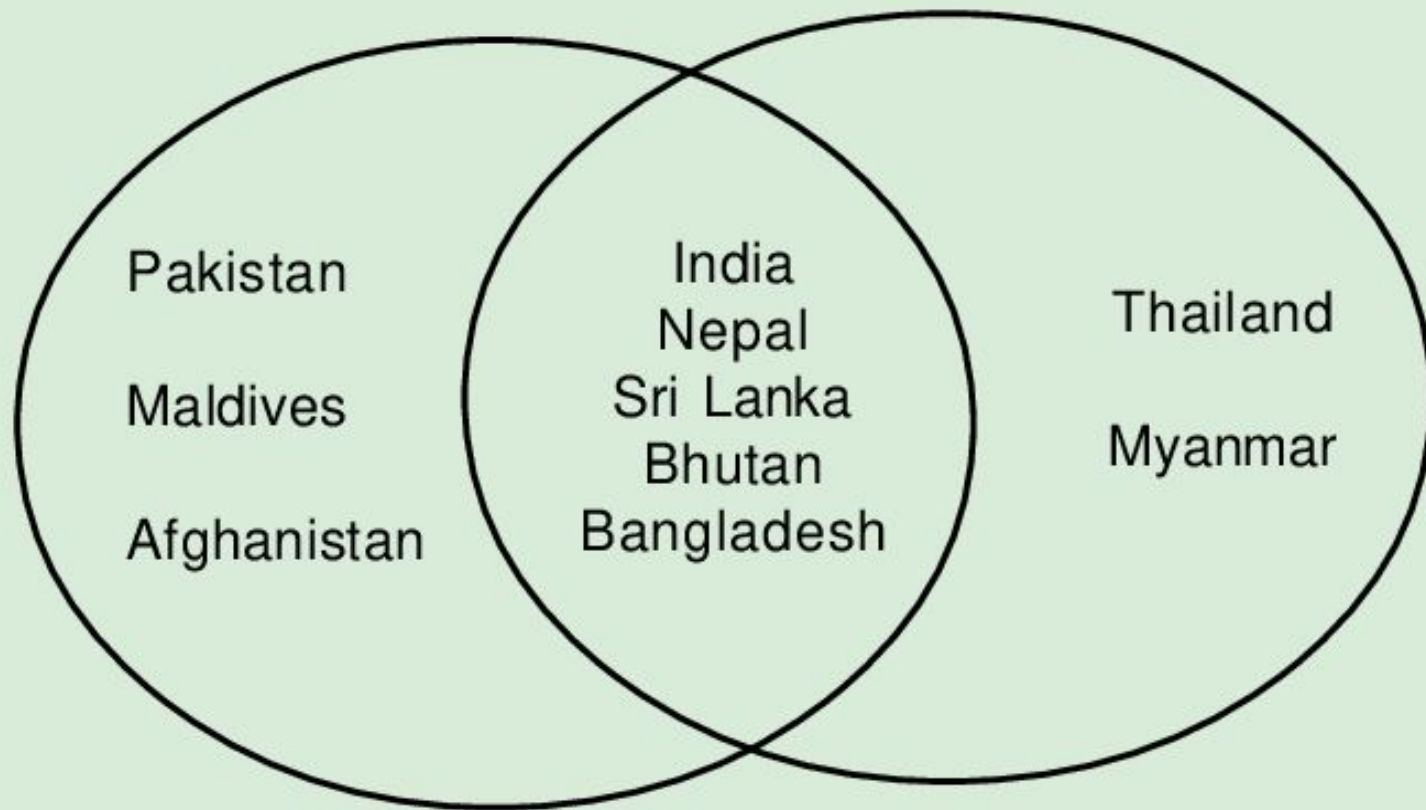 Pakistan
Maldives
Afghanistan
India
Nepal
Sri Lanka
Bhutan
Bangladesh
Thailand
Myanmar